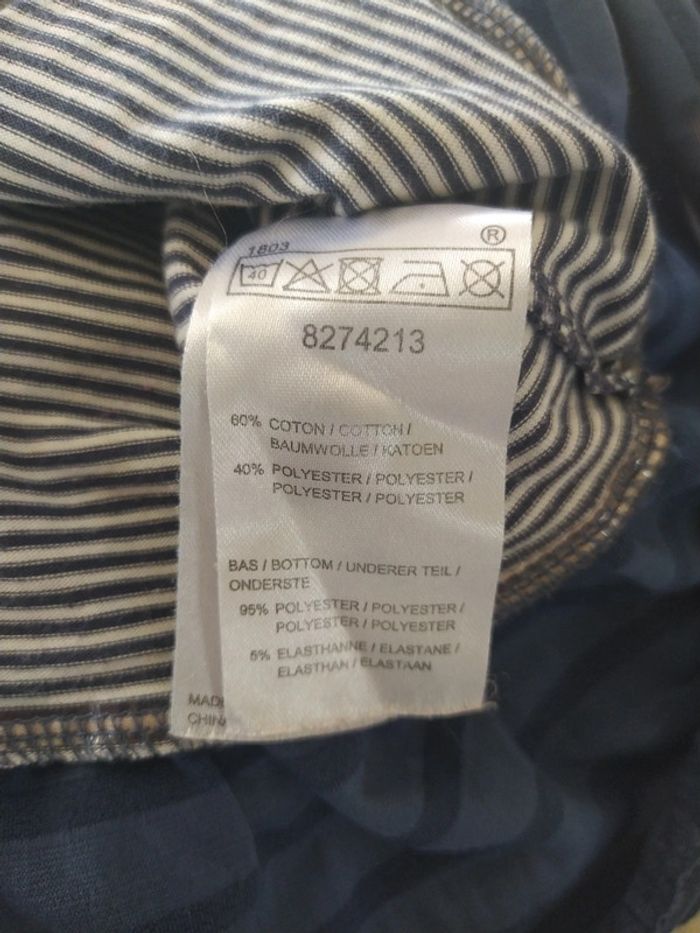 1803
®
40
8274213
60% COTON / COTTON /
BAUMWOLLE / KATOEN
40% POLYESTER / POLYESTER /
POLYESTER / POLYESTER
BAS / BOTTOM / UNDERER TEIL /
ONDERSTE
95% POLYESTER / POLYESTER /
POLYESTER / POLYESTER
5% ELASTHANNE / ELASTANE /
ELASTHAN / ELASTAAN
MADE
CHINA